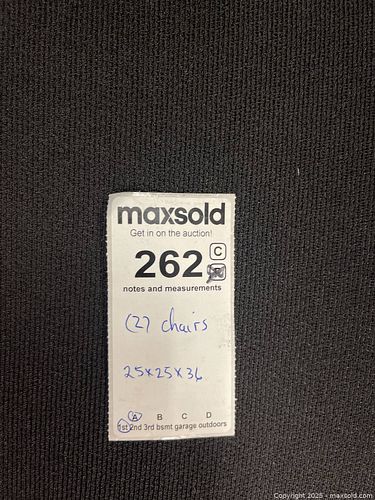 maxsold
Get in on the auction!
262 C
notes and measurements
(2) chairs
25x25x36
A B C D
1st 2nd 3rd bsmt garage outdoors
Copyright 2025 - maxsold.com